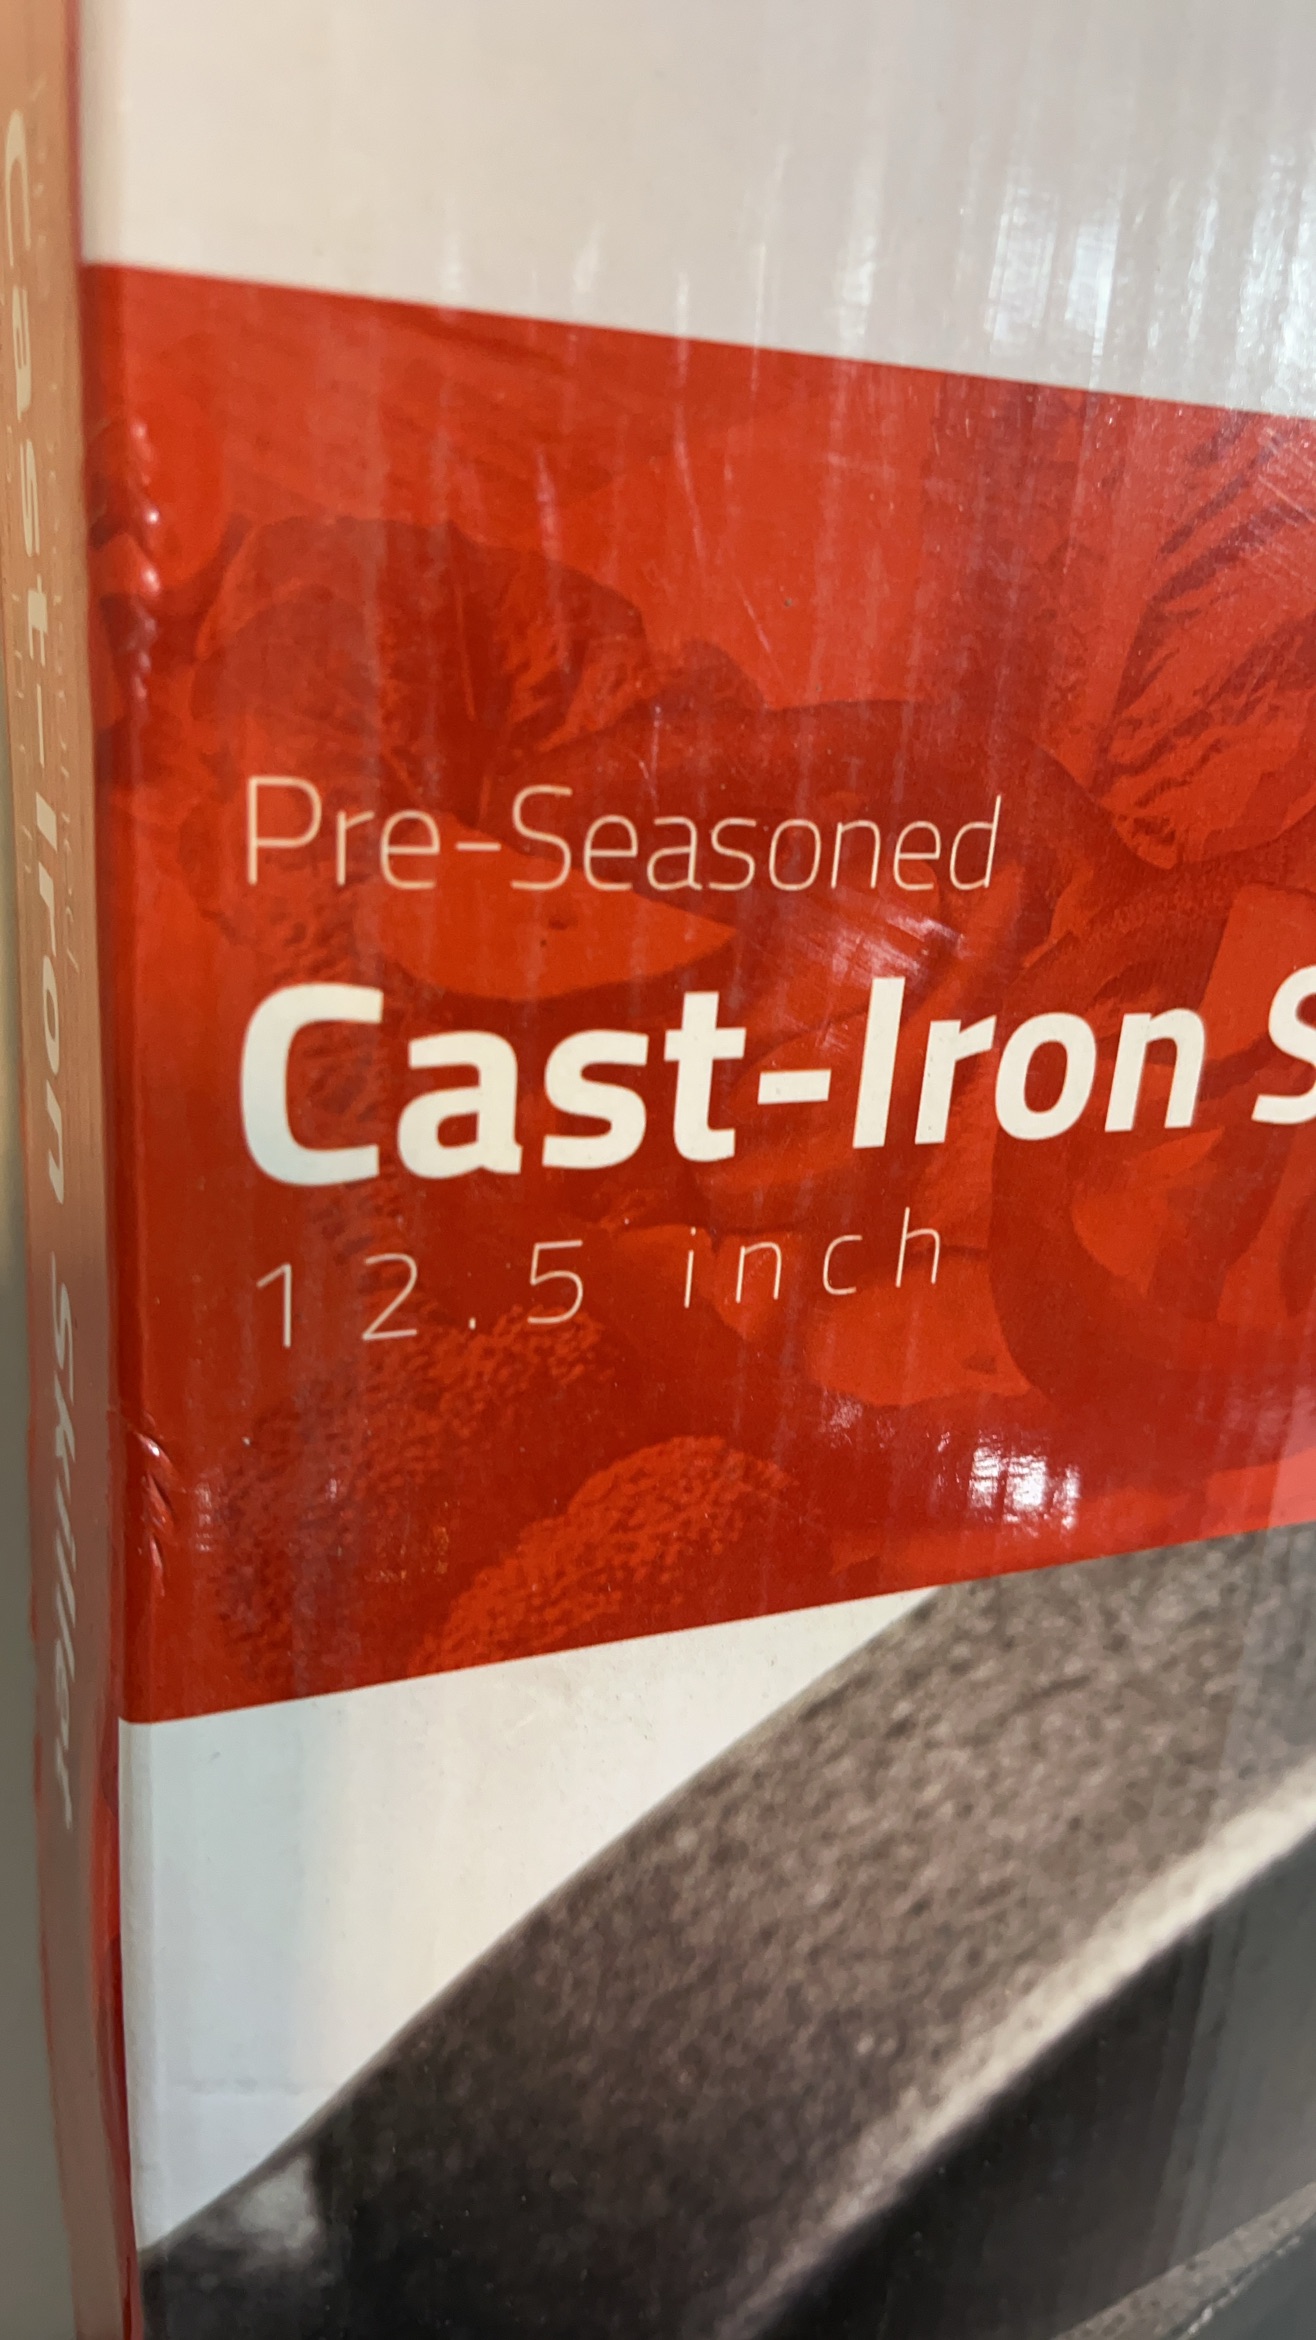 Pre-Seasoned
Cast-Iron S
12.5 inch
Cast-Iron Skillet